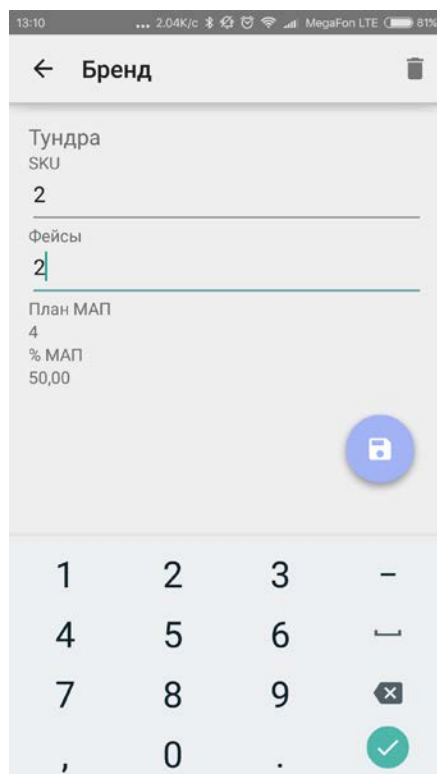 13:10 ... 2.04K/c MegaFon LTE 81%
Бренд
Тундра
SKU
2
Фейсы
2
План МАП
4
% МАП
50,00
1 2 3 –
4 5 6
7 8 9
, 0 .